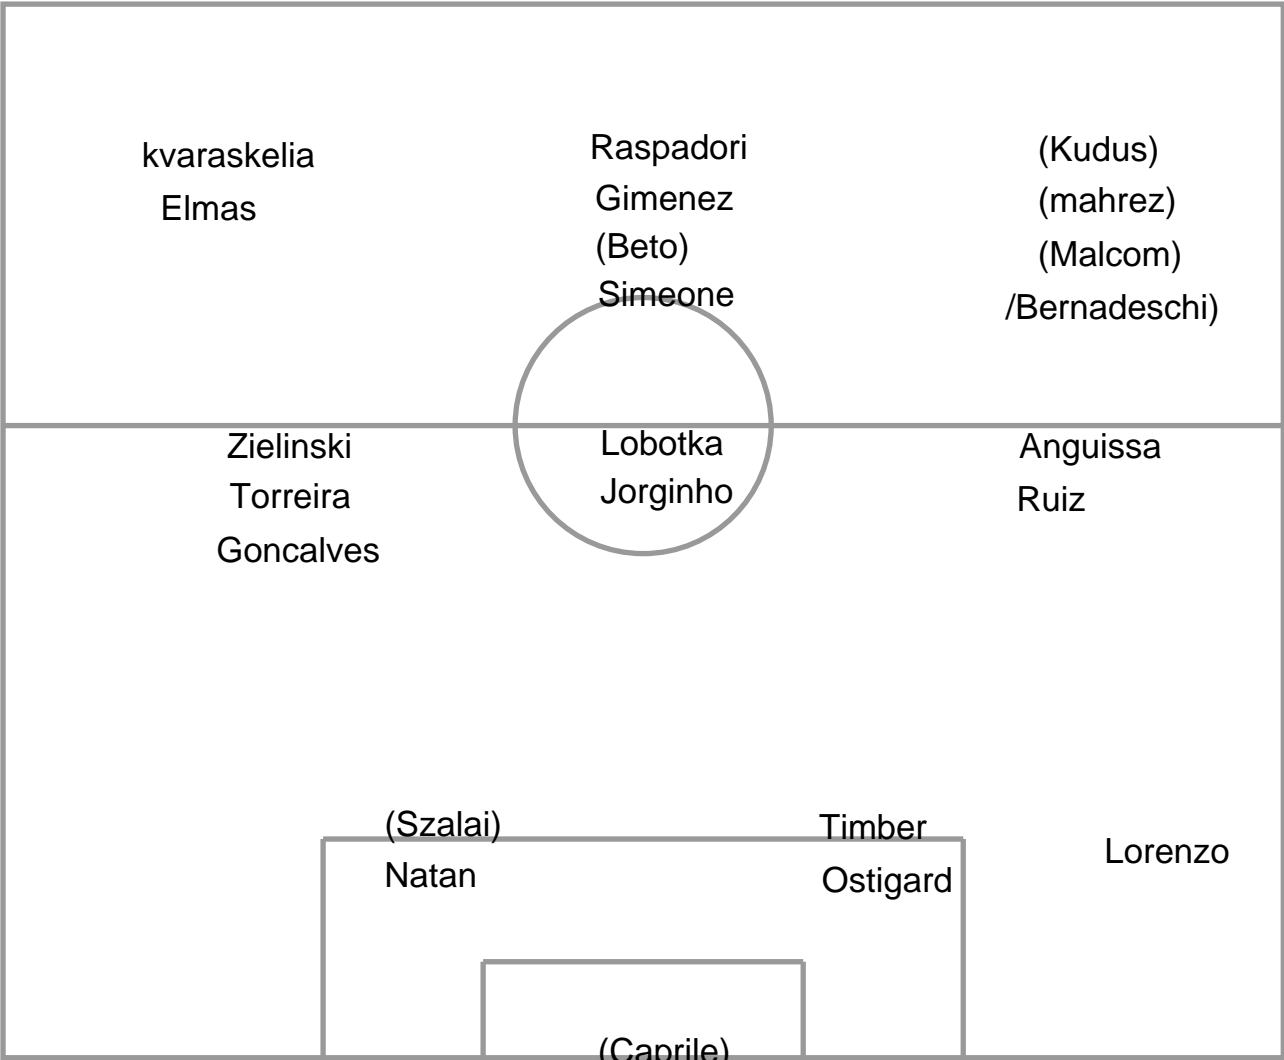 kvaraskelia
Elmas
Raspadori
Gimenez
(Beto)
Simeone
(Kudus)
(mahrez)
(Malcom)
/Bernadeschi)
Zielinski
Torreira
Goncalves
Lobotka
Jorginho
Anguissa
Ruiz
(Szalai)
Natan
Timber
Ostigard
Lorenzo
(Caprile)